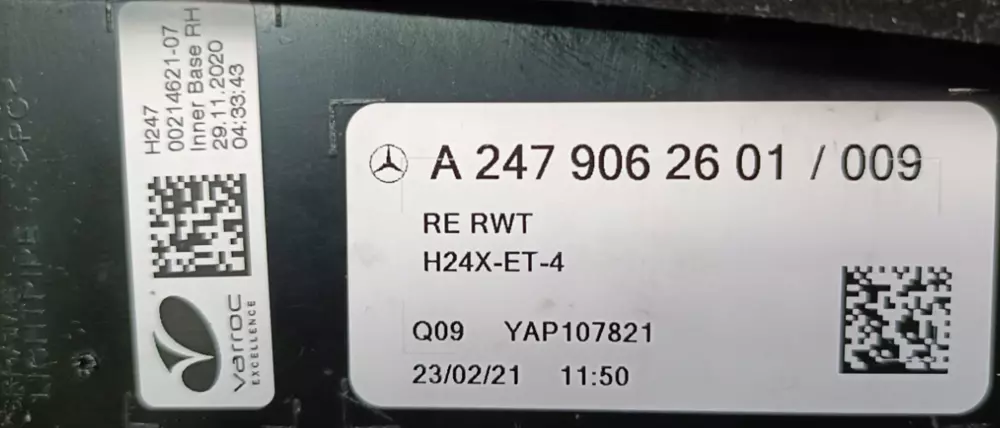 H247
00214621-07
Inner Base RH
29.11.2020
04:33:43
varroc
EXCELLENCE
A 247 906 26 01 / 009
RE RWT
H24X-ET-4
Q09 YAP107821
23/02/21 11:50